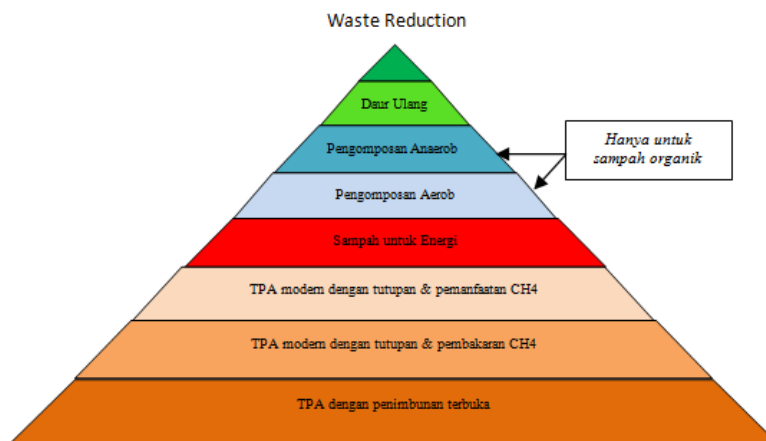 Waste Reduction
Daur Ulang
Pengomposan Anaerob
Hanya untuk
sampah organik
Pengomposan Aerob
Sampah untuk Energi
TPA modern dengan tutupan & pemanfaatan CH4
TPA modern dengan tutupan & pembakaran CH4
TPA dengan penimbunan terbuka